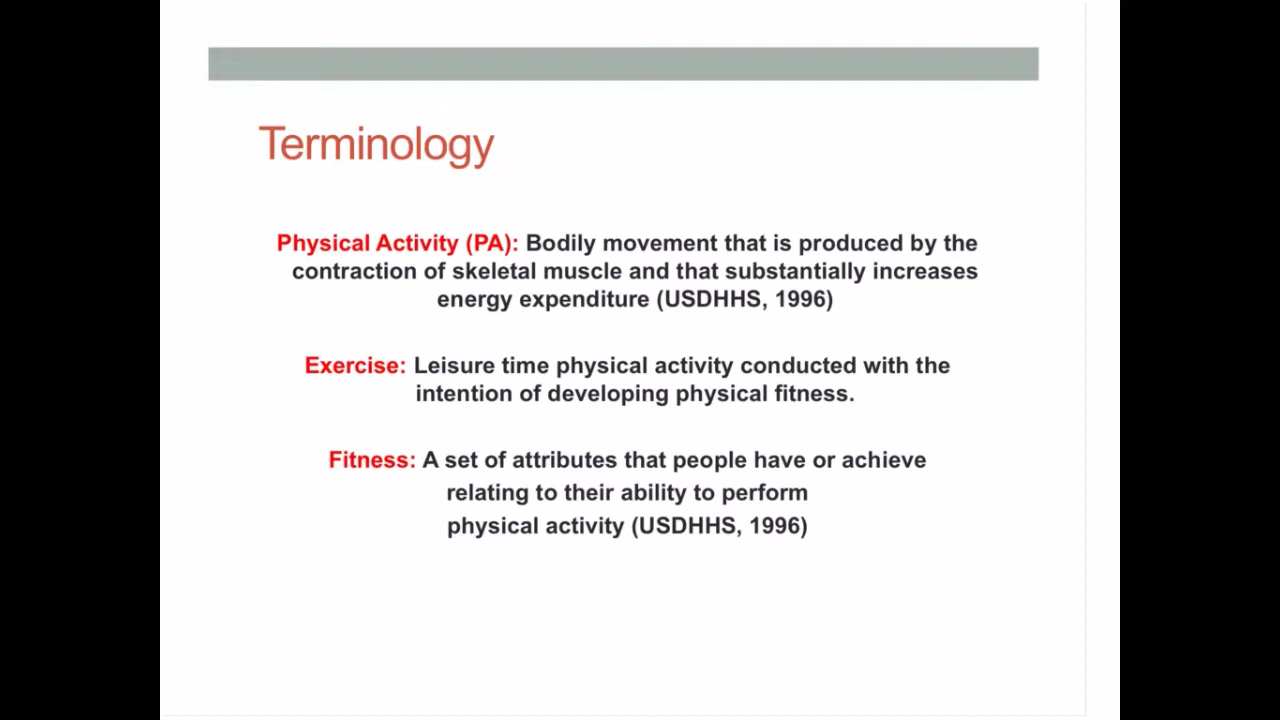 Terminology
Physical Activity (PA): Bodily movement that is produced by the
contraction of skeletal muscle and that substantially increases
energy expenditure (USDHHS, 1996)
Exercise: Leisure time physical activity conducted with the
intention of developing physical fitness.
Fitness: A set of attributes that people have or achieve
relating to their ability to perform
physical activity (USDHHS, 1996)